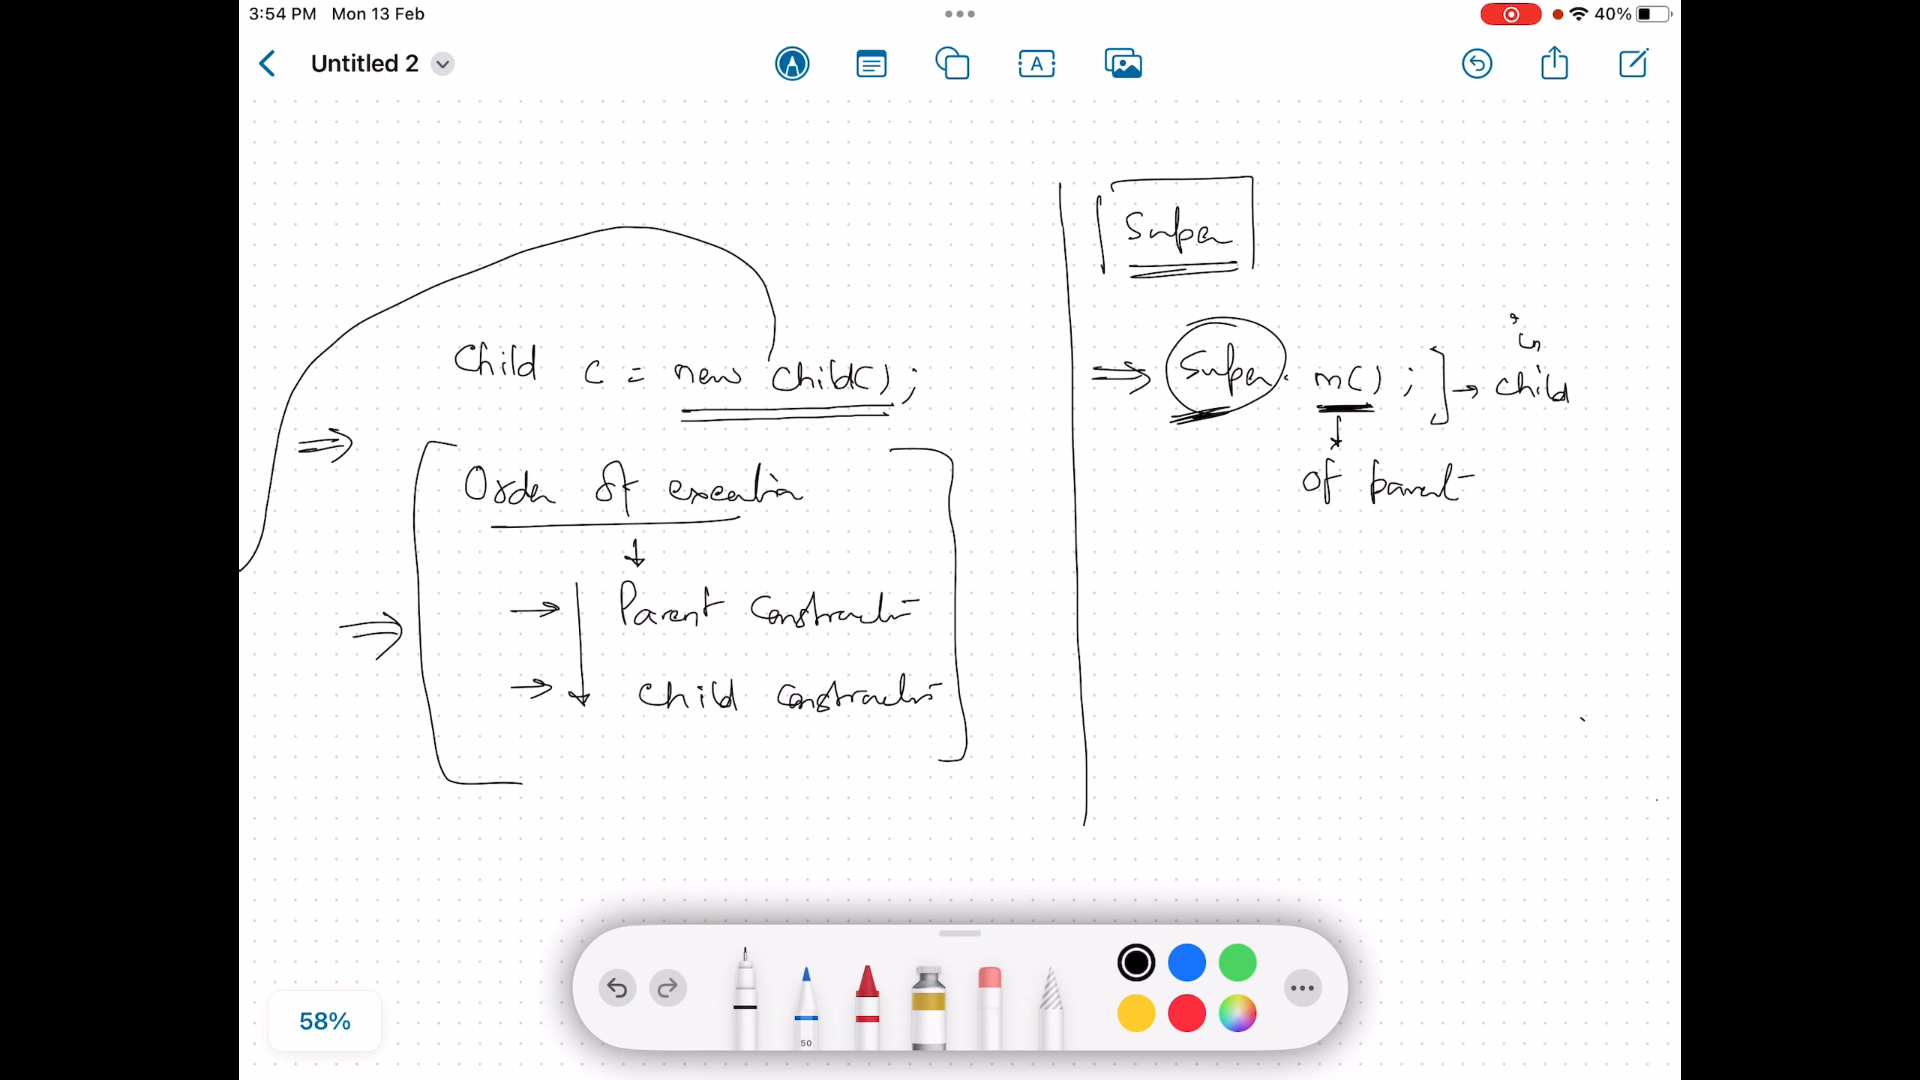 3:54 PM Mon 13 Feb
40%
Untitled 2
A
Super
Child c = new child();
Super. m(); → in child
of parent
Order of execution
Parent Constructor
Child Constructor
50
58%